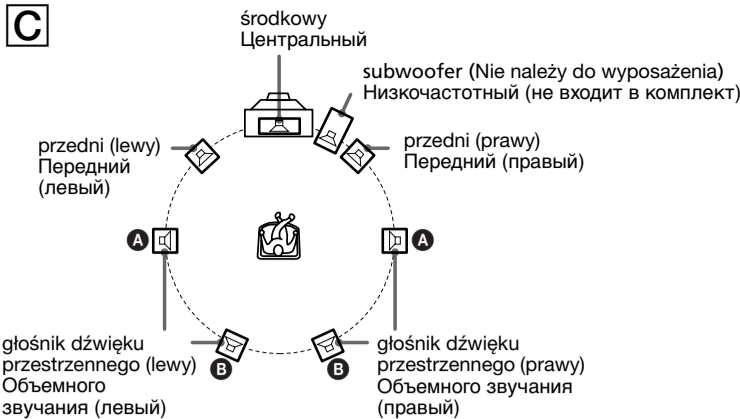 C
środkowy
Центральный
subwoofer (Nie należy do wyposażenia)
Низкочастотный (не входит в комплект)
przedni (lewy)
Передний
(левый)
przedni (prawy)
Передний (правый)
A
A
głośnik dźwięku
przestrzennego (lewy)
Объемного
звучания (левый)
B
B
głośnik dźwięku
przestrzennego (prawy)
Объемного звучания
(правый)